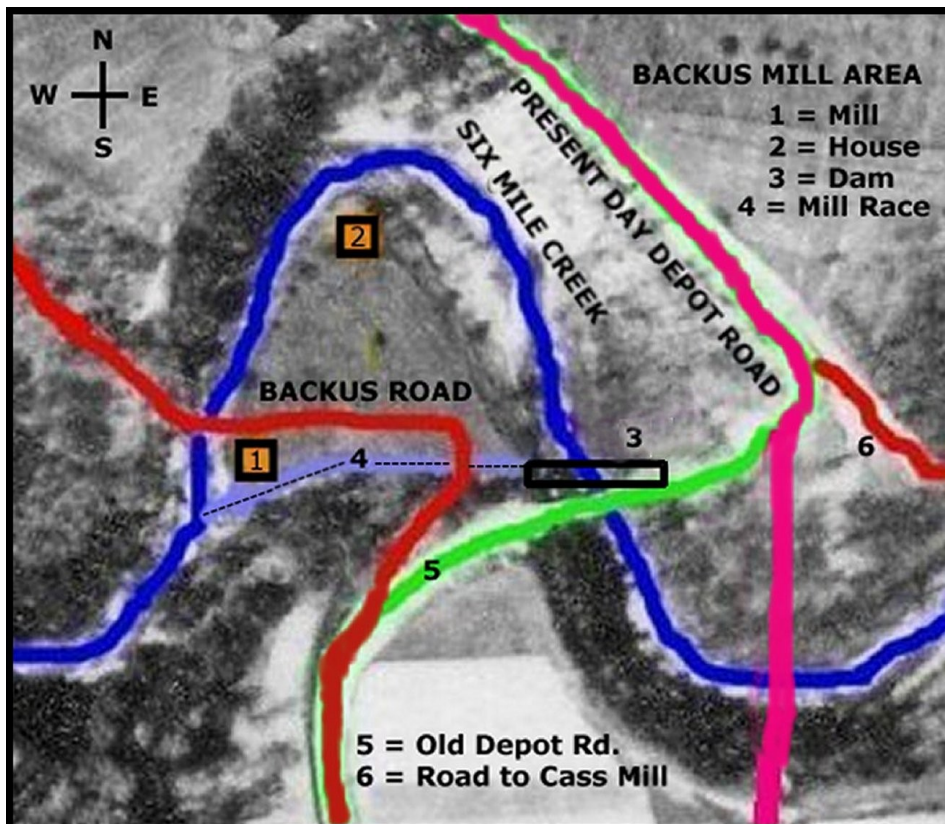 N
W E
S
BACKUS MILL AREA
1 = Mill
2 = House
3 = Dam
4 = Mill Race
PRESENT DAY DEPOT ROAD
SIX MILE CREEK
2
BACKUS ROAD
1
4
3
6
5
5 = Old Depot Rd.
6 = Road to Cass Mill